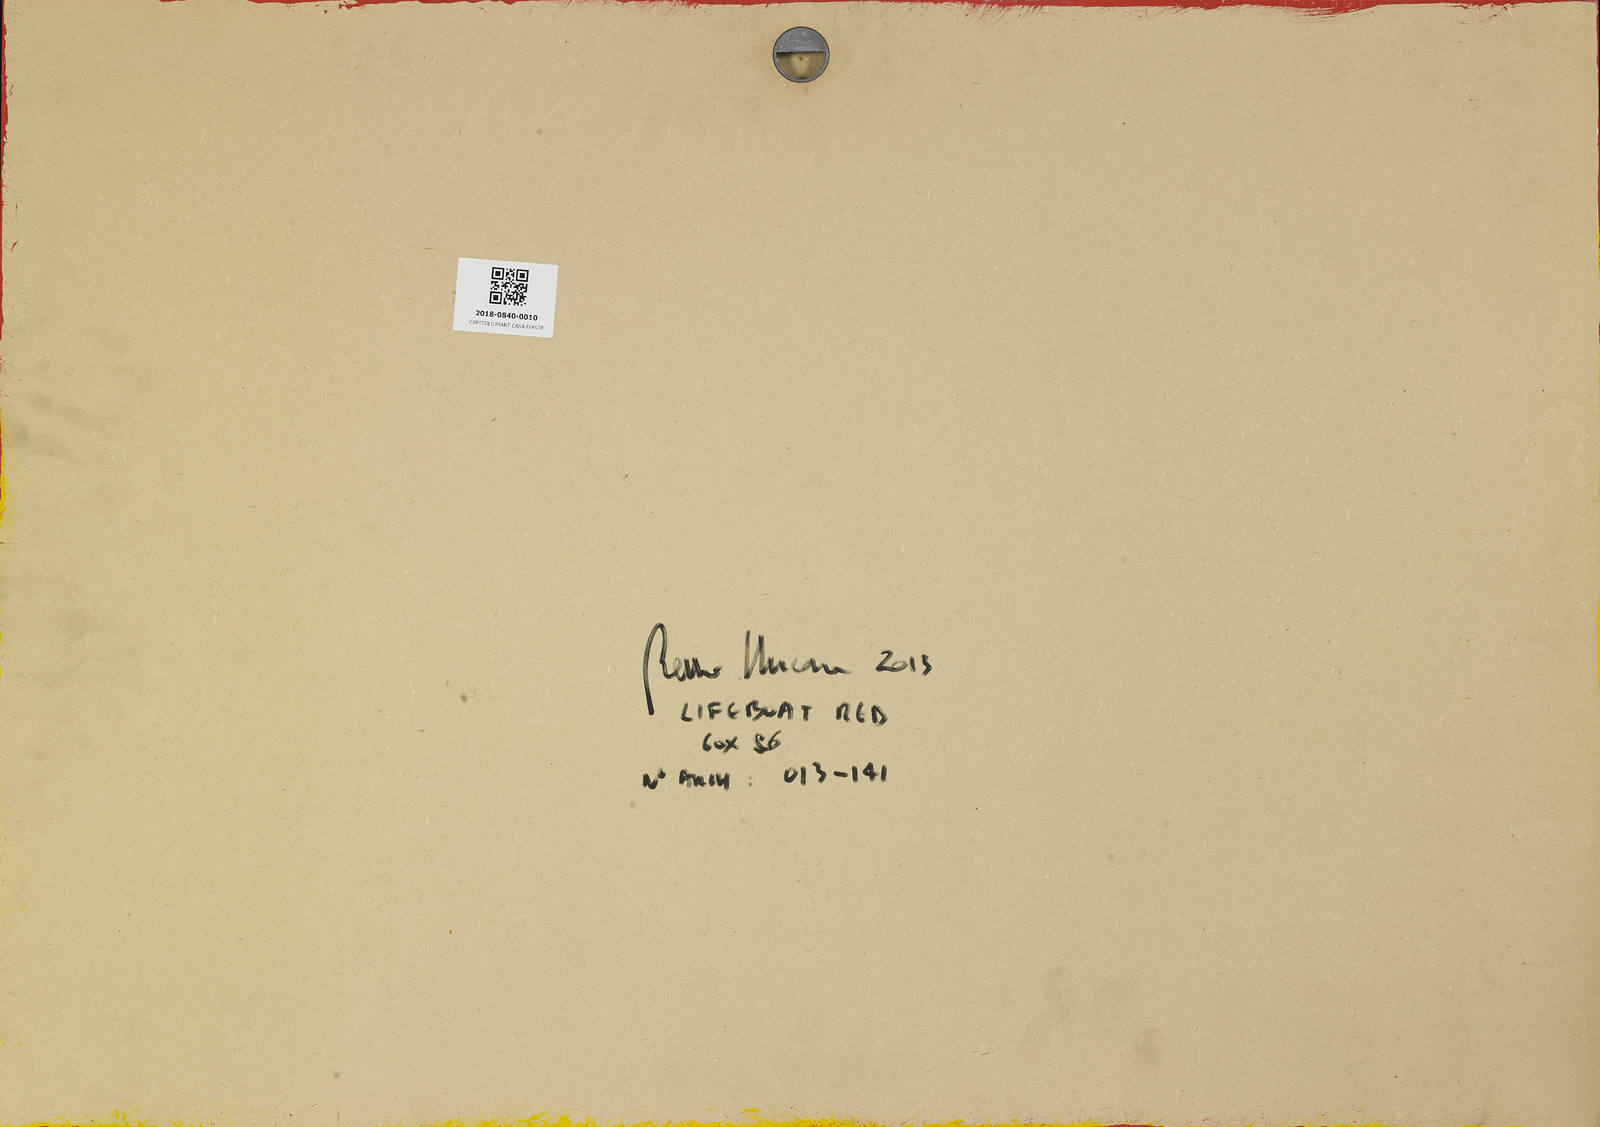 2018-0840-0010
CAPITOLIUMART CASA D'ASTE
2013
LIFEBOAT RED
60X 86
N° ARCH : 013-141